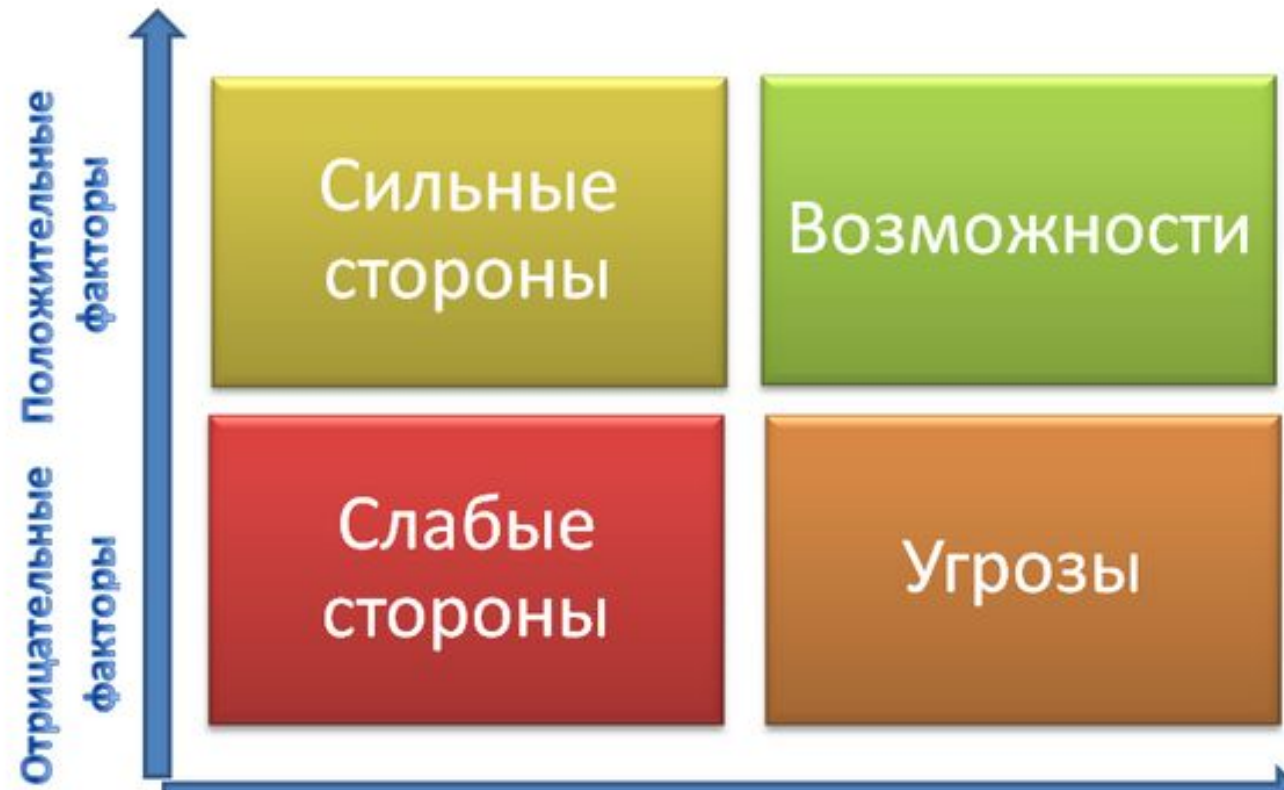 Положительные
факторы
Сильные
стороны
Возможности
Отрицательные
факторы
Слабые
стороны
Угрозы